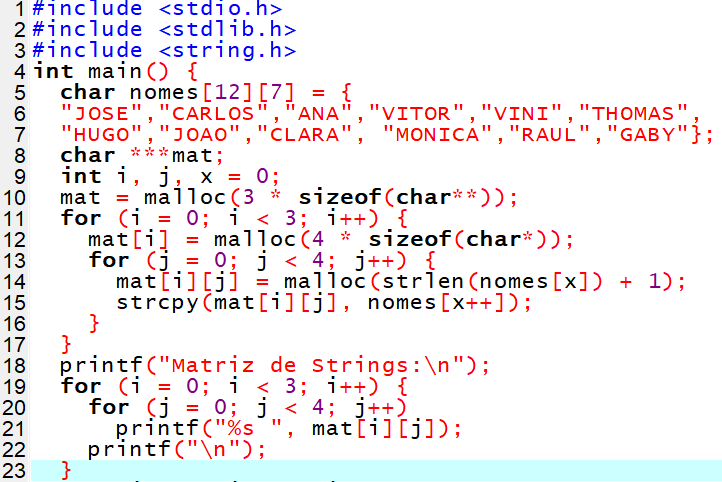 1 #include <stdio.h>
2 #include <stdlib.h>
3 #include <string.h>
4 int main() {
5   char nomes[12][7] = {
6   "JOSE","CARLOS","ANA","VITOR","VINI","THOMAS",
7   "HUGO","JOAO","CLARA", "MONICA","RAUL","GABY"};
8   char ***mat;
9   int i, j, x = 0;
10   mat = malloc(3 * sizeof(char**));
11   for (i = 0; i < 3; i++) {
12     mat[i] = malloc(4 * sizeof(char*));
13     for (j = 0; j < 4; j++) {
14       mat[i][j] = malloc(strlen(nomes[x]) + 1);
15       strcpy(mat[i][j], nomes[x++]);
16     }
17   }
18   printf("Matriz de Strings:\n");
19   for (i = 0; i < 3; i++) {
20     for (j = 0; j < 4; j++)
21       printf("%s ", mat[i][j]);
22     printf("\n");
23   }